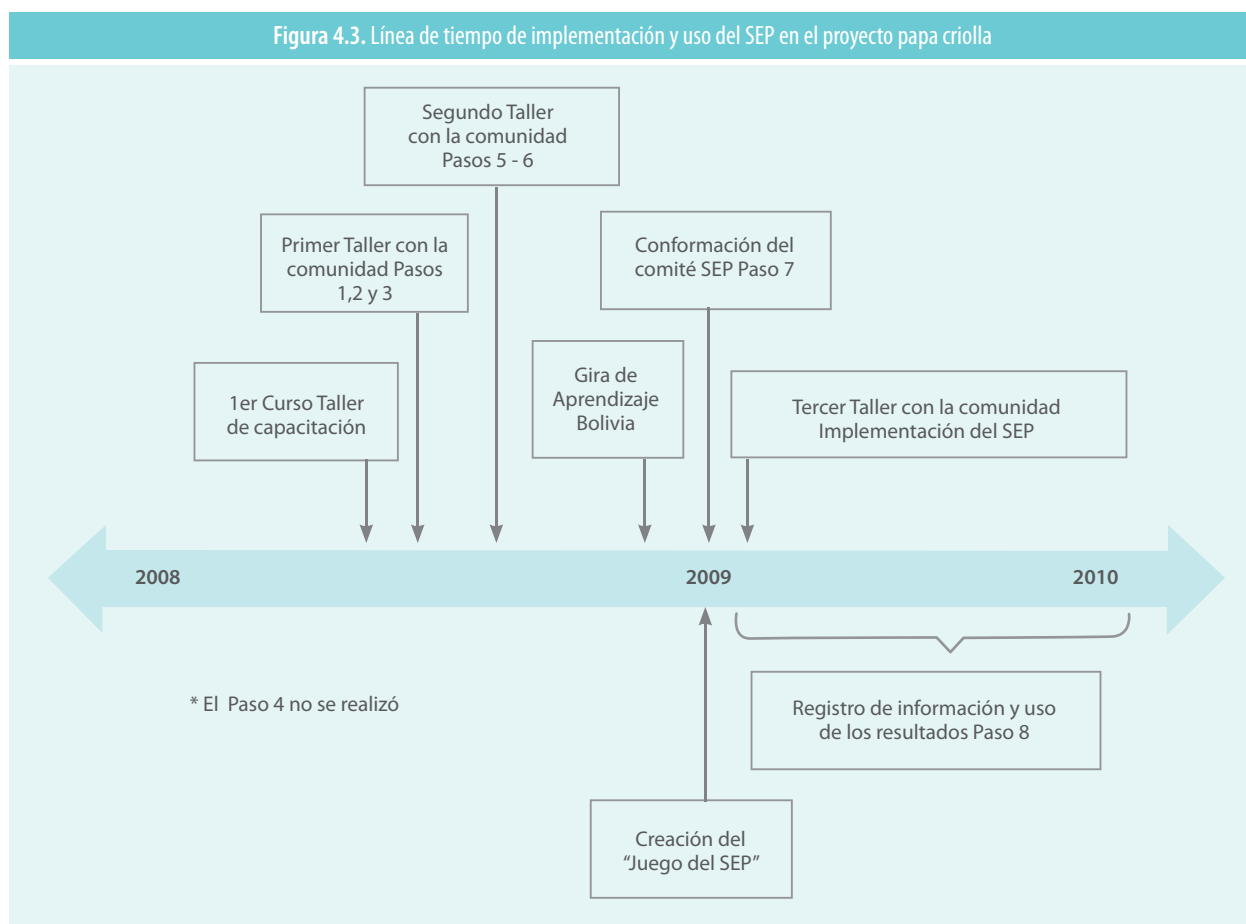 Figura 4.3. Línea de tiempo de implementación y uso del SEP en el proyecto papa criolla
Segundo Taller
con la comunidad
Pasos 5 - 6
Primer Taller con la
comunidad Pasos
1,2 y 3
Conformación del
comité SEP Paso 7
1er Curso Taller
de capacitación
Gira de
Aprendizaje
Bolivia
Tercer Taller con la comunidad
Implementación del SEP
2008
2009
2010
* El Paso 4 no se realizó
Registro de información y uso
de los resultados Paso 8
Creación del
“Juego del SEP”